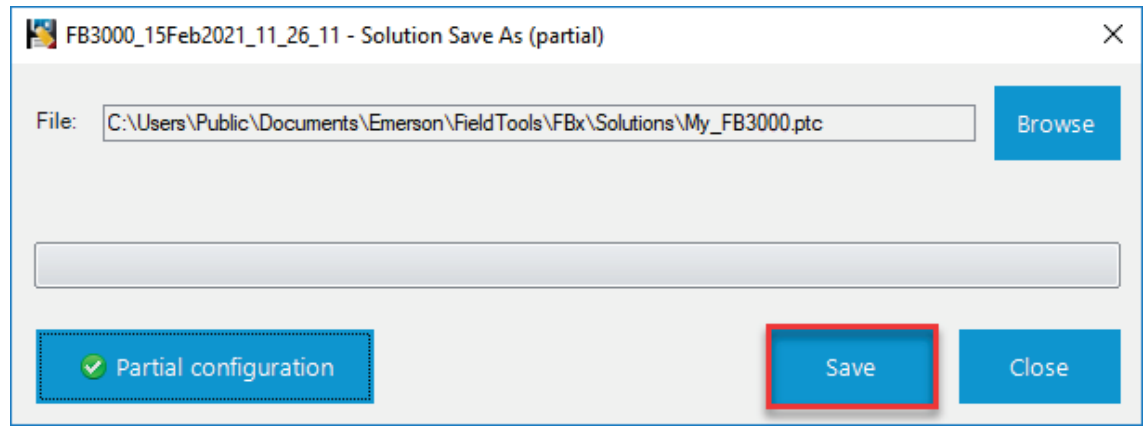 FB3000_15Feb2021_11_26_11 - Solution Save As (partial)
File: C:\Users\Public\Documents\Emerson\FieldTools\FBx\Solutions\My_FB3000.ptc Browse
Partial configuration Save Close